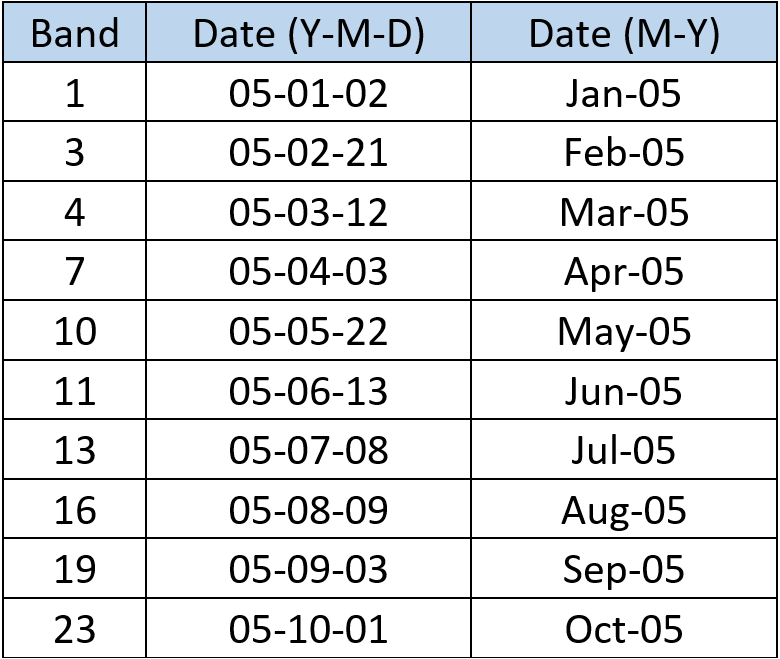 Band Date (Y-M-D) Date (M-Y)
1 05-01-02 Jan-05
3 05-02-21 Feb-05
4 05-03-12 Mar-05
7 05-04-03 Apr-05
10 05-05-22 May-05
11 05-06-13 Jun-05
13 05-07-08 Jul-05
16 05-08-09 Aug-05
19 05-09-03 Sep-05
23 05-10-01 Oct-05